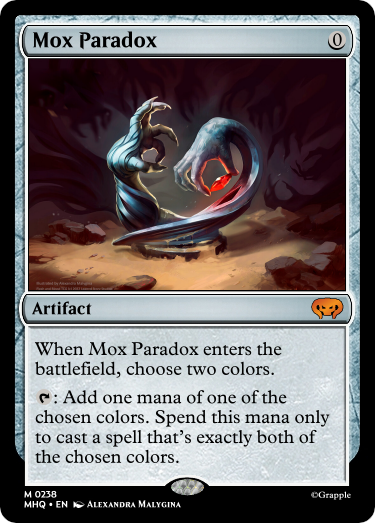 Mox Paradox 0
Artifact
When Mox Paradox enters the
battlefield, choose two colors.
: Add one mana of one of the
chosen colors. Spend this mana only
to cast a spell that's exactly both of
the chosen colors.
M 0238 ©Grapple
MHQ • EN Alexandra Malygina